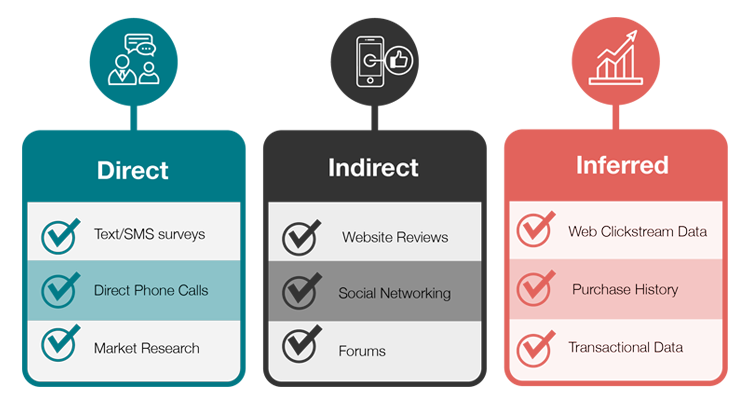 Direct
Text/SMS surveys
Direct Phone Calls
Market Research
Indirect
Website Reviews
Social Networking
Forums
Inferred
Web Clickstream Data
Purchase History
Transactional Data